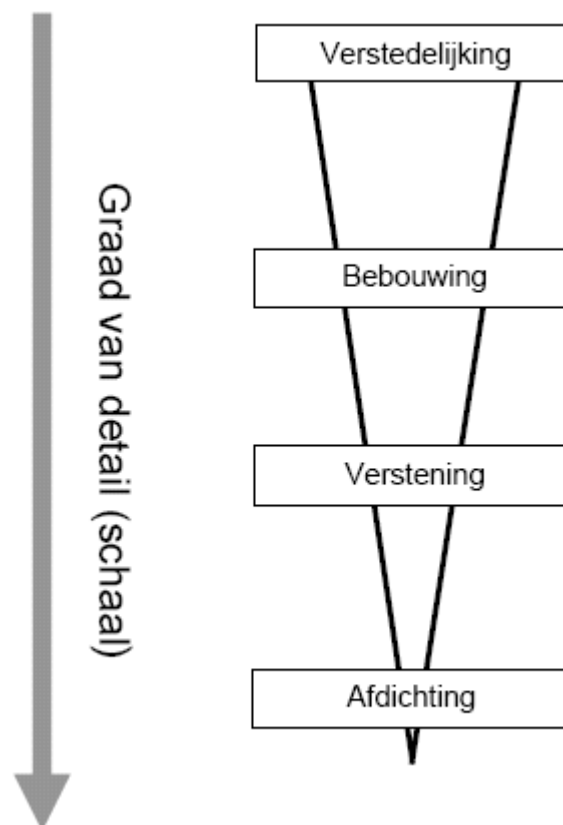 Verstedelijking
Graad van detail (schaal)
Bebouwing
Verstening
Afdichting